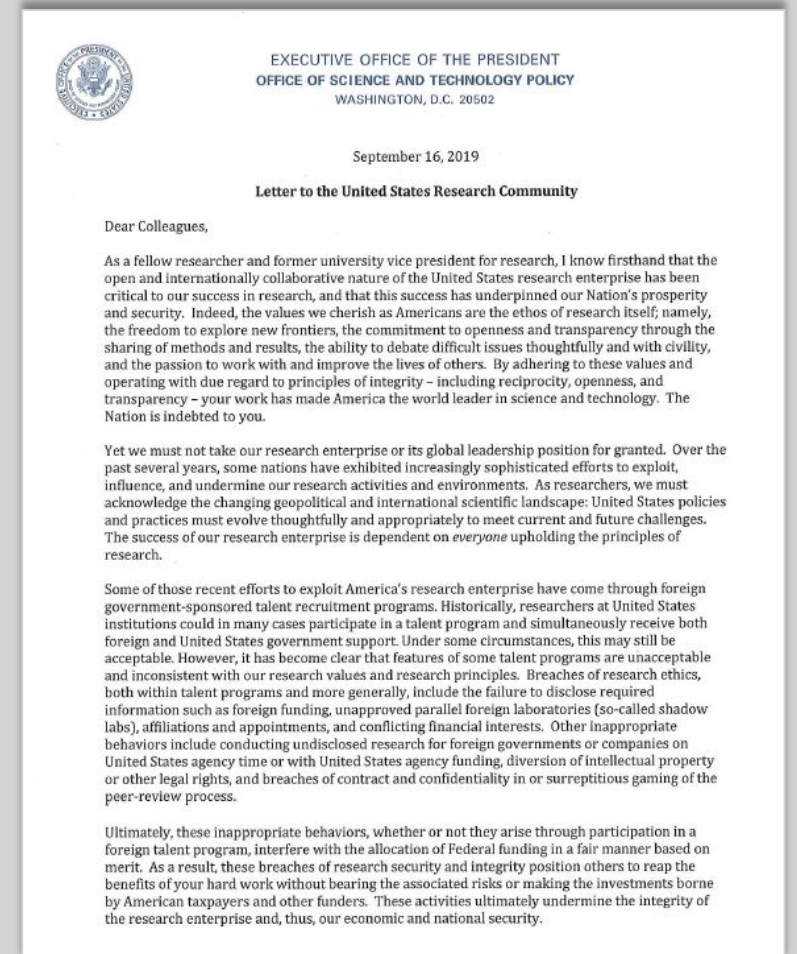 EXECUTIVE OFFICE OF THE PRESIDENT
OFFICE OF SCIENCE AND TECHNOLOGY POLICY
WASHINGTON, D.C. 20502
September 16, 2019
Letter to the United States Research Community
Dear Colleagues,
As a fellow researcher and former university vice president for research, I know firsthand that the
open and internationally collaborative nature of the United States research enterprise has been
critical to our success in research, and that this success has underpinned our Nation's prosperity
and security. Indeed, the values we cherish as Americans are the ethos of research itself; namely,
the freedom to explore new frontiers, the commitment to openness and transparency through the
sharing of methods and results, the ability to debate difficult issues thoughtfully and with civility,
and the passion to work with and improve the lives of others. By adhering to these values and
operating with due regard to principles of integrity – including reciprocity, openness, and
transparency – your work has made America the world leader in science and technology. The
Nation is indebted to you.
Yet we must not take our research enterprise or its global leadership position for granted. Over the
past several years, some nations have exhibited increasingly sophisticated efforts to exploit,
influence, and undermine our research activities and environments. As researchers, we must
acknowledge the changing geopolitical and international scientific landscape: United States policies
and practices must evolve thoughtfully and appropriately to meet current and future challenges.
The success of our research enterprise is dependent on everyone upholding the principles of
research.
Some of those recent efforts to exploit America's research enterprise have come through foreign
government-sponsored talent recruitment programs. Historically, researchers at United States
institutions could in many cases participate in a talent program and simultaneously receive both
foreign and United States government support. Under some circumstances, this may still be
acceptable. However, it has become clear that features of some talent programs are unacceptable
and inconsistent with our research values and research principles. Breaches of research ethics,
both within talent programs and more generally, include the failure to disclose required
information such as foreign funding, unapproved parallel foreign laboratories (so-called shadow
labs), affiliations and appointments, and conflicting financial interests. Other inappropriate
behaviors include conducting undisclosed research for foreign governments or companies on
United States agency time or with United States agency funding, diversion of intellectual property
or other legal rights, and breaches of contract and confidentiality in or surreptitious gaming of the
peer-review process.
Ultimately, these inappropriate behaviors, whether or not they arise through participation in a
foreign talent program, interfere with the allocation of Federal funding in a fair manner based on
merit. As a result, these breaches of research security and integrity position others to reap the
benefits of your hard work without bearing the associated risks or making the investments borne
by American taxpayers and other funders. These activities ultimately undermine the integrity of
the research enterprise and, thus, our economic and national security.